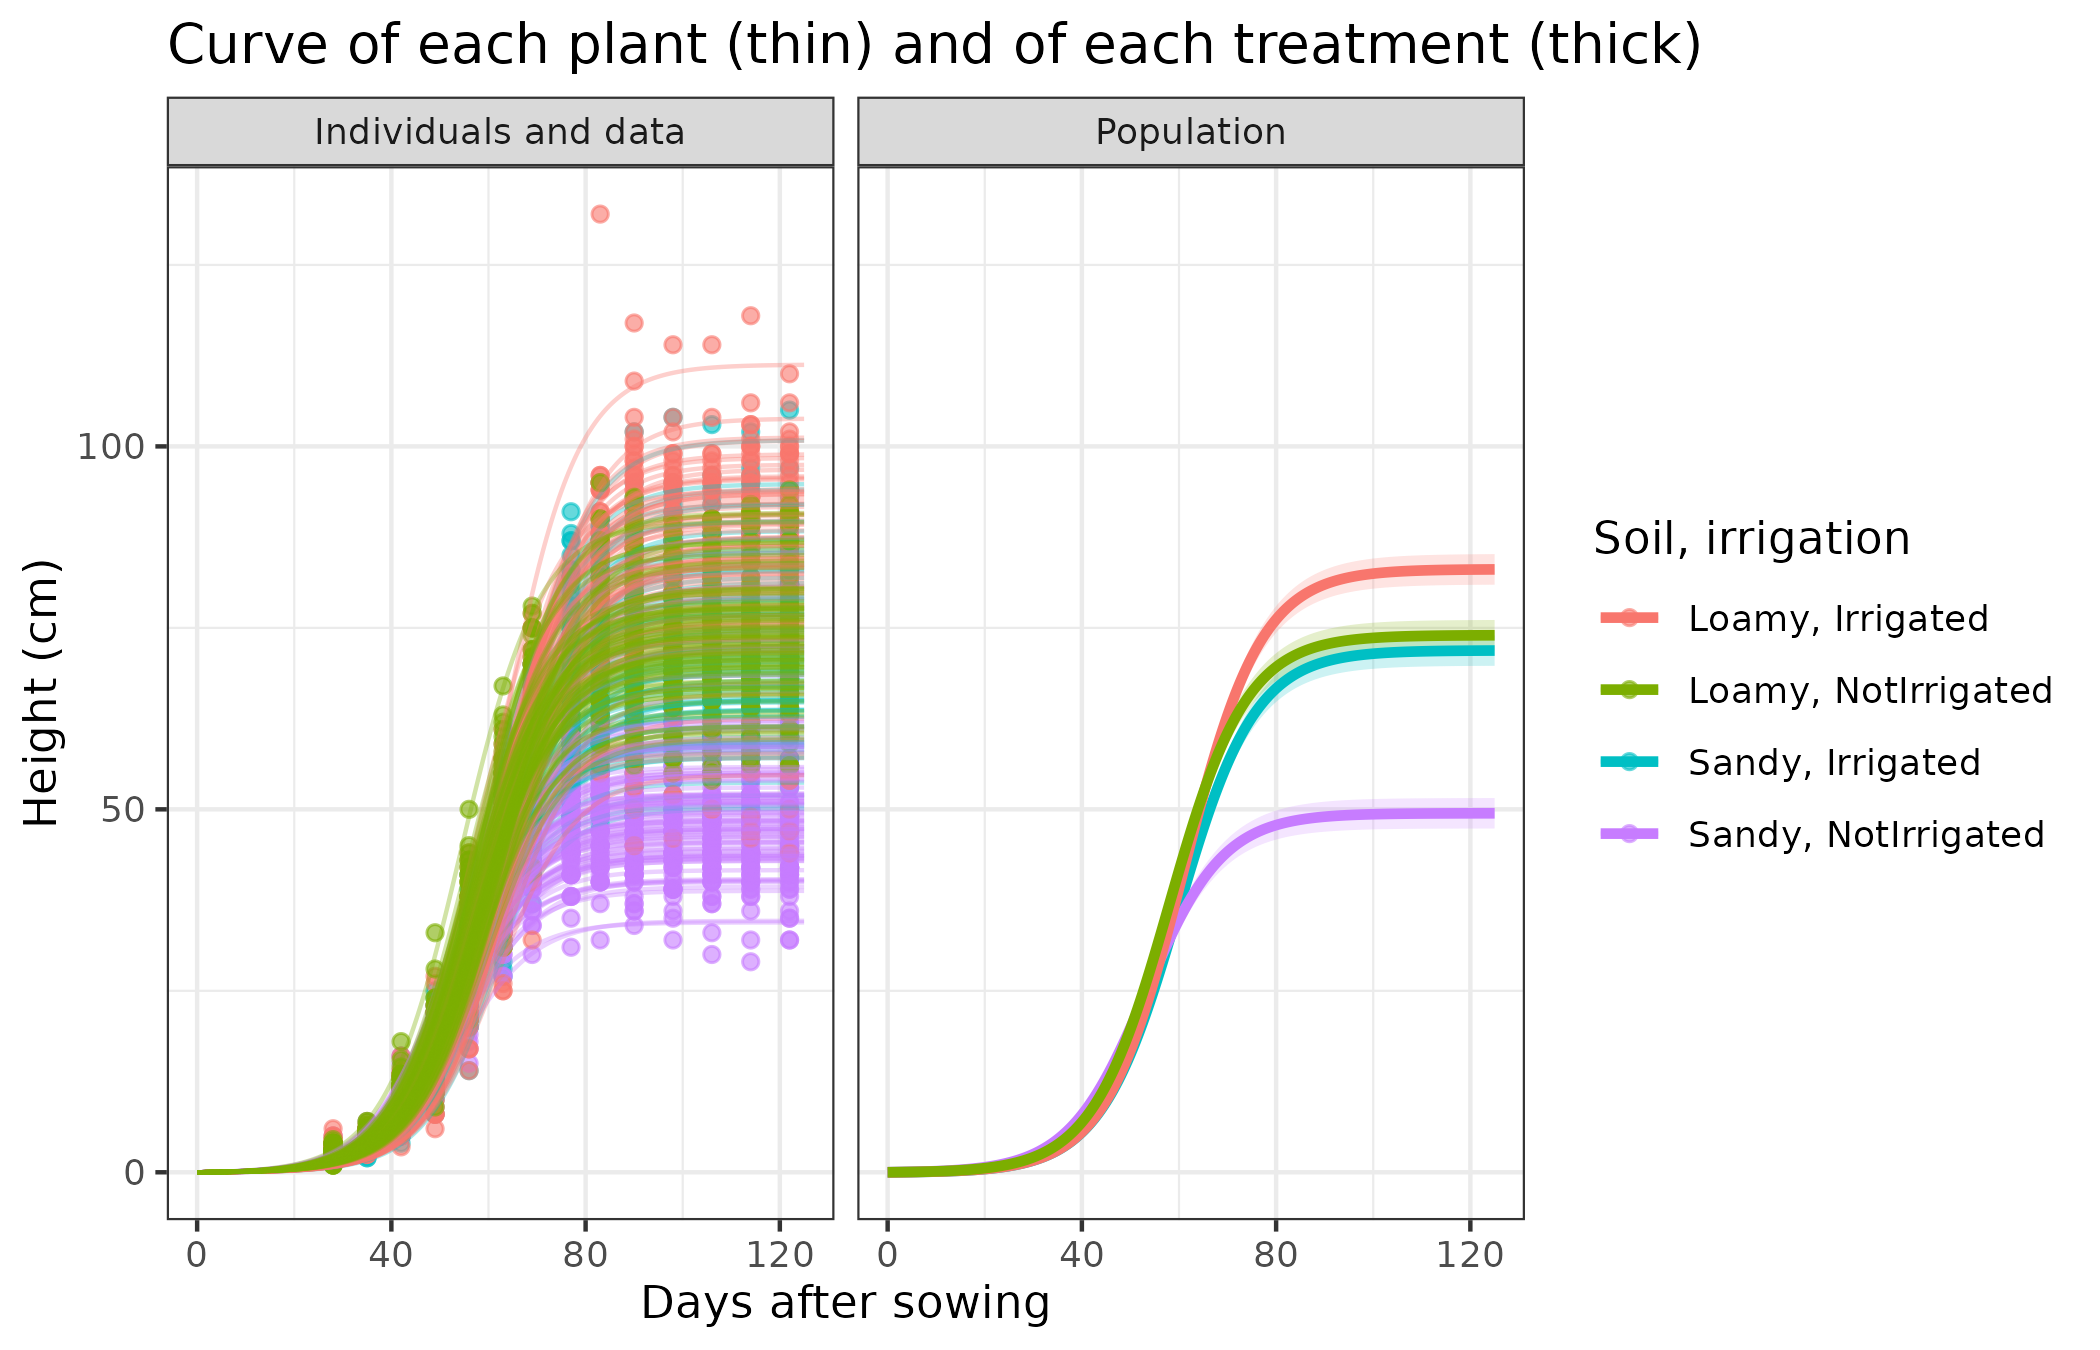 Curve of each plant (thin) and of each treatment (thick)
Individuals and data
Population
Height (cm)
100
50
0
0 40 80 120
0 40 80 120
Days after sowing
Soil, irrigation
Loamy, Irrigated
Loamy, NotIrrigated
Sandy, Irrigated
Sandy, NotIrrigated